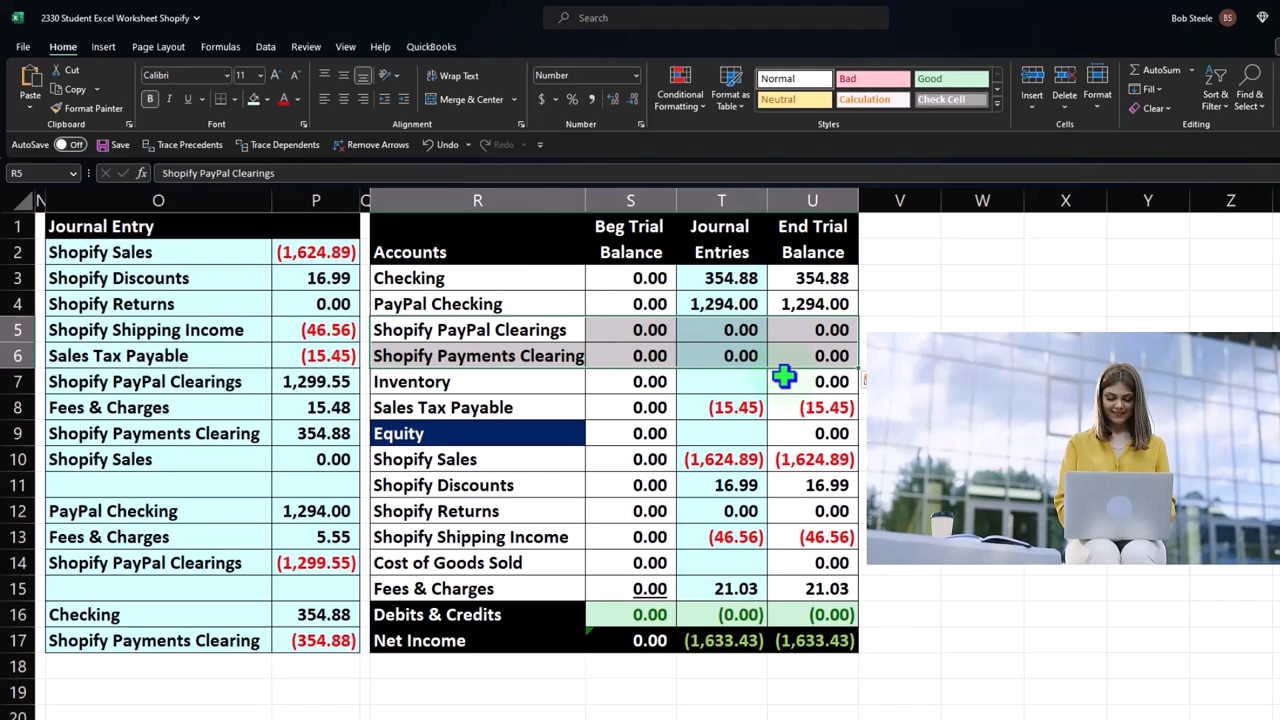 2330 Student Excel Worksheet Shopify
Search
Bob Steele BS
File Home Insert Page Layout Formulas Data Review View Help QuickBooks
Paste
Cut
Copy
Format Painter
Clipboard
Calibri 11
B I U
Font
Wrap Text
Merge & Center
Alignment
Number
$ % ,
Number
Conditional Formatting
Format as Table
Normal Bad Good
Neutral Calculation Check Cell
Styles
Insert Delete Format
Cells
AutoSum
Fill
Clear
Sort & Filter
Find & Select
Editing
AutoSave Off Save Trace Precedents Trace Dependents Remove Arrows Undo Redo
R5 fx Shopify PayPal Clearings
N O P Q R S T U V W X Y Z
1 Journal Entry Beg Trial Journal End Trial
2 Shopify Sales (1,624.89) Accounts Balance Entries Balance
3 Shopify Discounts 16.99 Checking 0.00 354.88 354.88
4 Shopify Returns 0.00 PayPal Checking 0.00 1,294.00 1,294.00
5 Shopify Shipping Income (46.56) Shopify PayPal Clearings 0.00 0.00 0.00
6 Sales Tax Payable (15.45) Shopify Payments Clearing 0.00 0.00 0.00
7 Shopify PayPal Clearings 1,299.55 Inventory 0.00 0.00
8 Fees & Charges 15.48 Sales Tax Payable 0.00 (15.45) (15.45)
9 Shopify Payments Clearing 354.88 Equity 0.00 0.00
10 Shopify Sales 0.00 Shopify Sales 0.00 (1,624.89) (1,624.89)
11 Shopify Discounts 0.00 16.99 16.99
12 PayPal Checking 1,294.00 Shopify Returns 0.00 0.00 0.00
13 Fees & Charges 5.55 Shopify Shipping Income 0.00 (46.56) (46.56)
14 Shopify PayPal Clearings (1,299.55) Cost of Goods Sold 0.00 0.00
15 Fees & Charges 0.00 21.03 21.03
16 Checking 354.88 Debits & Credits 0.00 (0.00) (0.00)
17 Shopify Payments Clearing (354.88) Net Income 0.00 (1,633.43) (1,633.43)
18
19
20